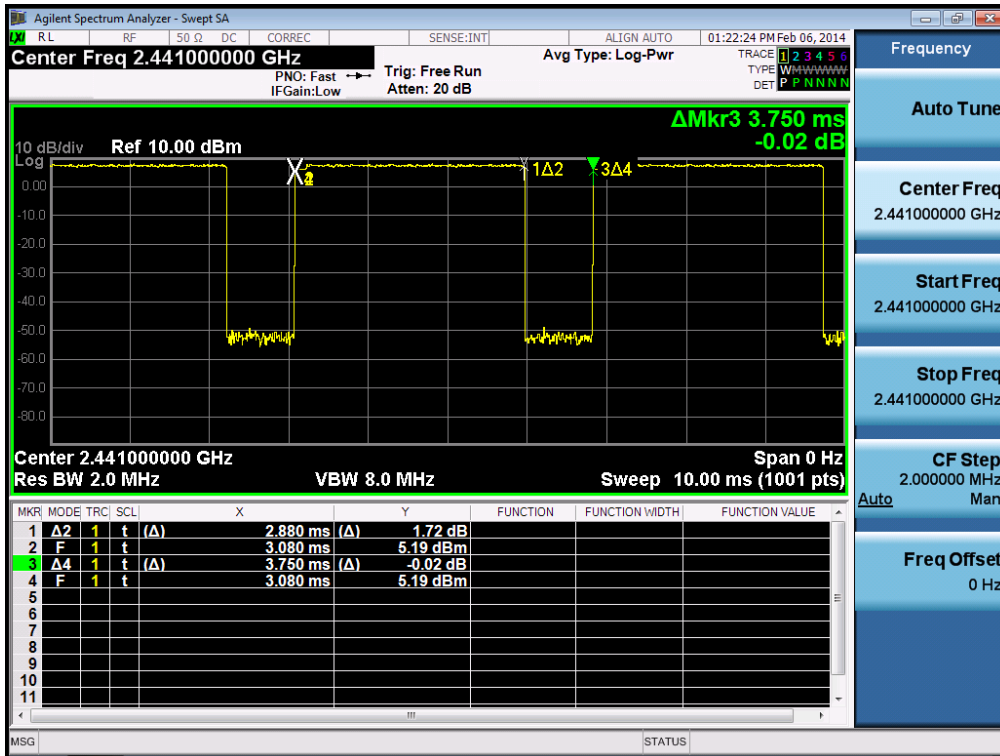 Agilent Spectrum Analyzer - Swept SA
LXI RL RF 50 Ω DC CORREC SENSE:INT ALIGN AUTO 01:22:24 PM Feb 06, 2014
Center Freq 2.441000000 GHz
PNO: Fast
IFGain:Low
Trig: Free Run
Atten: 20 dB
Avg Type: Log-Pwr
TRACE 1 2 3 4 5 6
TYPE WMWWWW
DET P P N N N N
ΔMkr3 3.750 ms
-0.02 dB
10 dB/div
Log
Ref 10.00 dBm
1Δ2
3Δ4
0.00
-10.0
-20.0
-30.0
-40.0
-50.0
-60.0
-70.0
-80.0
Center 2.441000000 GHz Span 0 Hz
Res BW 2.0 MHz VBW 8.0 MHz Sweep 10.00 ms (1001 pts)
MKR MODE TRC SCL X Y FUNCTION FUNCTION WIDTH FUNCTION VALUE
1 Δ2 1 t (Δ) 2.880 ms (Δ) 1.72 dB
2 F 1 t 3.080 ms 5.19 dBm
3 Δ4 1 t (Δ) 3.750 ms (Δ) -0.02 dB
4 F 1 t 3.080 ms 5.19 dBm
5
6
7
8
9
10
11
MSG STATUS
Frequency
Auto Tune
Center Freq
2.441000000 GHz
Start Freq
2.441000000 GHz
Stop Freq
2.441000000 GHz
CF Step
2.000000 MHz
Auto Man
Freq Offset
0 Hz